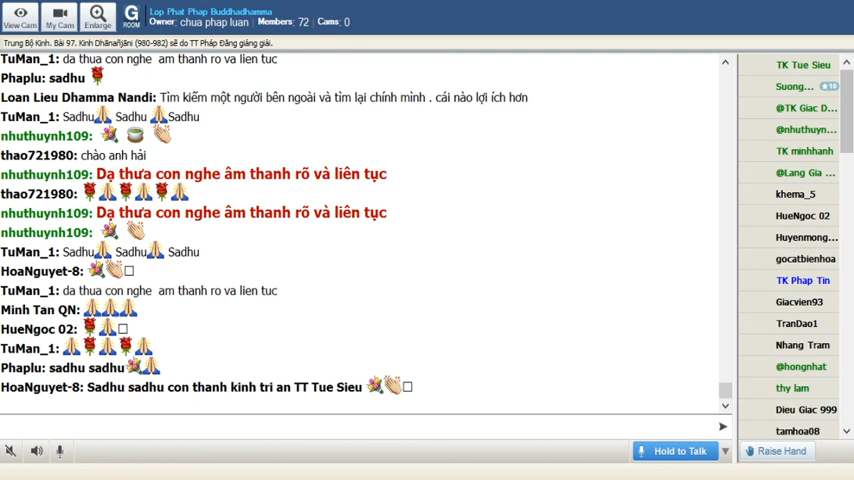 View Cam
My Cam
Enlarge
G
ROOM
Lop Phat Phap Buddhadhamma
Owner: chua phap luan / Members: 72 / Cams: 0
Trung Bộ Kinh. Bài 97. Kinh Dhānañjāni (980-982) sẽ do TT Pháp Đăng giảng giải.
TuMan_1: da thua con nghe am thanh ro va lien tuc
Phaplu: sadhu
Loan Lieu Dhamma Nandi: Tìm kiếm một người bên ngoài và tìm lại chính mình . cái nào lợi ích hơn
TuMan_1: Sadhu Sadhu Sadhu
nhuthuynh109:
thao721980: chào anh hải
nhuthuynh109: Dạ thưa con nghe âm thanh rõ và liên tục
thao721980:
nhuthuynh109: Dạ thưa con nghe âm thanh rõ và liên tục
nhuthuynh109:
TuMan_1: Sadhu Sadhu Sadhu
HoaNguyet-8:
TuMan_1: da thua con nghe am thanh ro va lien tuc
Minh Tan QN:
HueNgoc 02:
TuMan_1:
Phaplu: sadhu sadhu
HoaNguyet-8: Sadhu sadhu con thanh kinh tri an TT Tue Sieu
TK Tue Sieu
Suong...
@TK Giac D...
@nhuthuyn...
TK minhhanh
@Lang Gia ...
khema_5
HueNgoc 02
Huyenmong...
gocatbienhoa
TK Phap Tin
Giacvien93
TranDao1
Nhang Tram
@hongnhat
thy lam
Dieu Giac 999
tamhoa08
Hold to Talk
Raise Hand